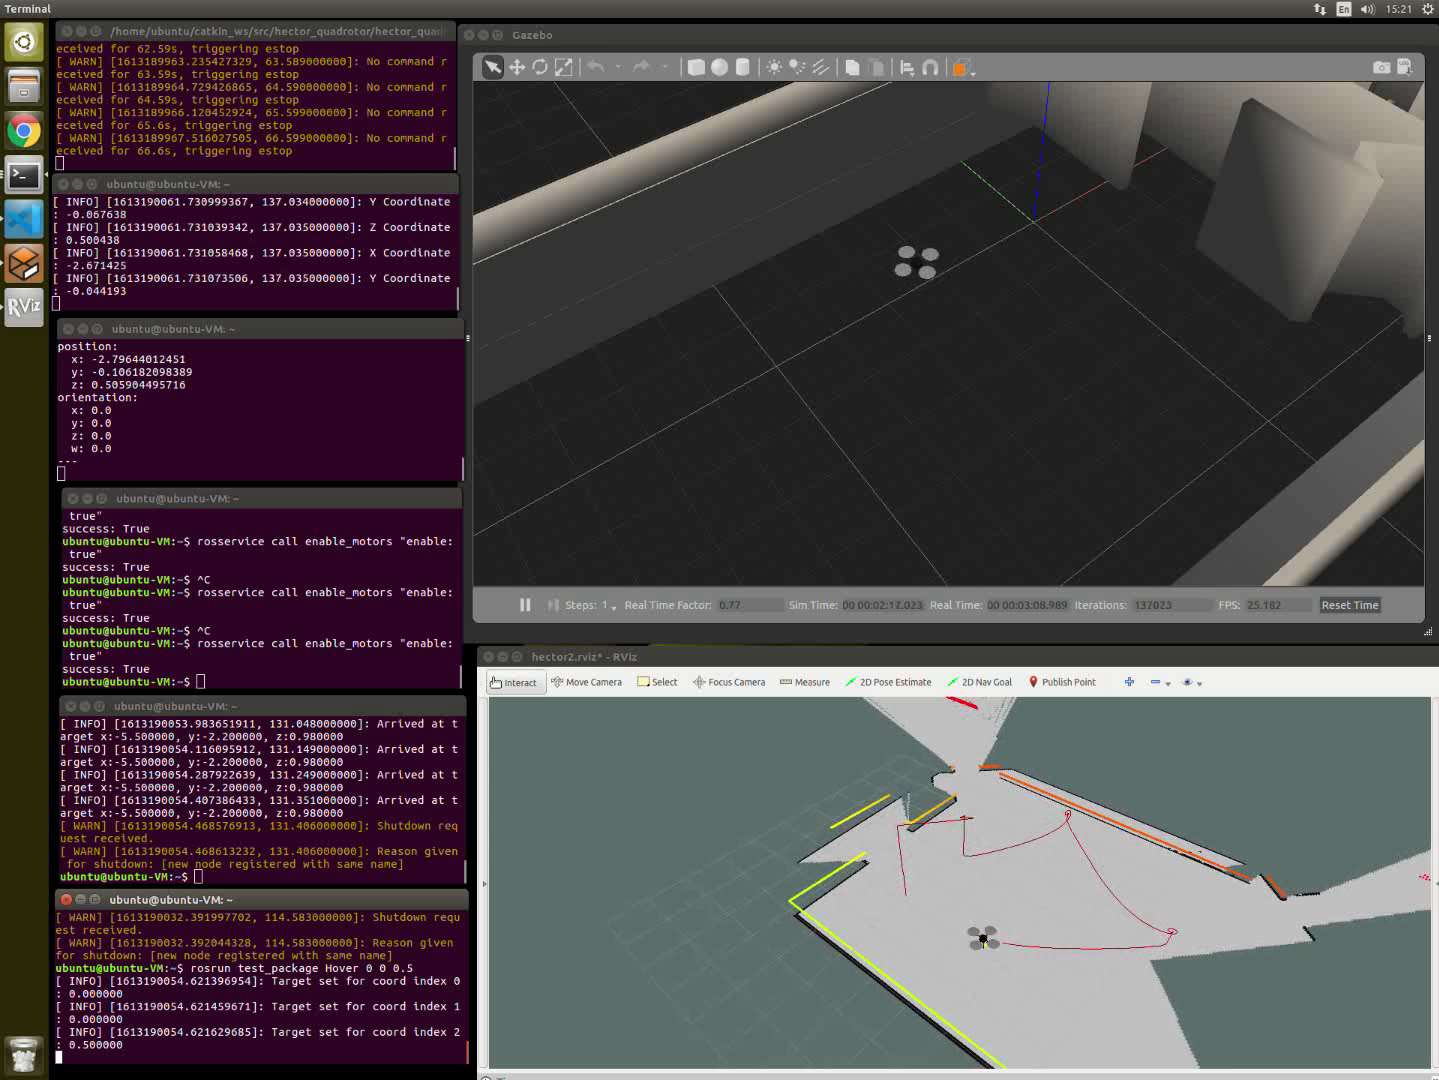 Terminal
En
15:21
/home/ubuntu/catkin_ws/src/hector_quadrotor/hector_quad
eceived for 62.59s, triggering estop
[ WARN] [1613189963.235427329, 63.589000000]: No command r
eceived for 63.59s, triggering estop
[ WARN] [1613189964.729426865, 64.590000000]: No command r
eceived for 64.59s, triggering estop
[ WARN] [1613189966.120452924, 65.599000000]: No command r
eceived for 65.6s, triggering estop
[ WARN] [1613189967.516027505, 66.599000000]: No command r
eceived for 66.6s, triggering estop
ubuntu@ubuntu-VM: ~
[ INFO] [1613190061.730999367, 137.034000000]: Y Coordinate
: -0.067638
[ INFO] [1613190061.731039342, 137.035000000]: Z Coordinate
: 0.500438
[ INFO] [1613190061.731058468, 137.035000000]: X Coordinate
: -2.671425
[ INFO] [1613190061.731073506, 137.035000000]: Y Coordinate
: -0.044193
ubuntu@ubuntu-VM: ~
position:
x: -2.79644012451
y: -0.106182098389
z: 0.505904495716
orientation:
x: 0.0
y: 0.0
z: 0.0
w: 0.0
---
ubuntu@ubuntu-VM: ~
true"
success: True
ubuntu@ubuntu-VM:~$ rosservice call enable_motors "enable:
true"
success: True
ubuntu@ubuntu-VM:~$ ^C
ubuntu@ubuntu-VM:~$ rosservice call enable_motors "enable:
true"
success: True
ubuntu@ubuntu-VM:~$ ^C
ubuntu@ubuntu-VM:~$ rosservice call enable_motors "enable:
true"
success: True
ubuntu@ubuntu-VM:~$
ubuntu@ubuntu-VM: ~
[ INFO] [1613190053.983651911, 131.048000000]: Arrived at t
arget x:-5.500000, y:-2.200000, z:0.980000
[ INFO] [1613190054.116095912, 131.149000000]: Arrived at t
arget x:-5.500000, y:-2.200000, z:0.980000
[ INFO] [1613190054.287922639, 131.249000000]: Arrived at t
arget x:-5.500000, y:-2.200000, z:0.980000
[ INFO] [1613190054.407386433, 131.351000000]: Arrived at t
arget x:-5.500000, y:-2.200000, z:0.980000
[ WARN] [1613190054.468576913, 131.406000000]: Shutdown req
uest received.
[ WARN] [1613190054.468613232, 131.406000000]: Reason given
for shutdown: [new node registered with same name]
ubuntu@ubuntu-VM:~$
ubuntu@ubuntu-VM: ~
[ WARN] [1613190032.391997702, 114.583000000]: Shutdown requ
est received.
[ WARN] [1613190032.392044328, 114.583000000]: Reason given
for shutdown: [new node registered with same name]
ubuntu@ubuntu-VM:~$ rosrun test_package Hover 0 0 0.5
[ INFO] [1613190054.621396954]: Target set for coord index 0
: 0.000000
[ INFO] [1613190054.621459671]: Target set for coord index 1
: 0.000000
[ INFO] [1613190054.621629685]: Target set for coord index 2
: 0.500000
RViz
Gazebo
Steps: 1 Real Time Factor: 0.77 Sim Time: 00 00:02:17.023 Real Time: 00 00:03:08.989 Iterations: 137023 FPS: 25.182 Reset Time
hector2.rviz* - RViz
Interact Move Camera Select Focus Camera Measure 2D Pose Estimate 2D Nav Goal Publish Point